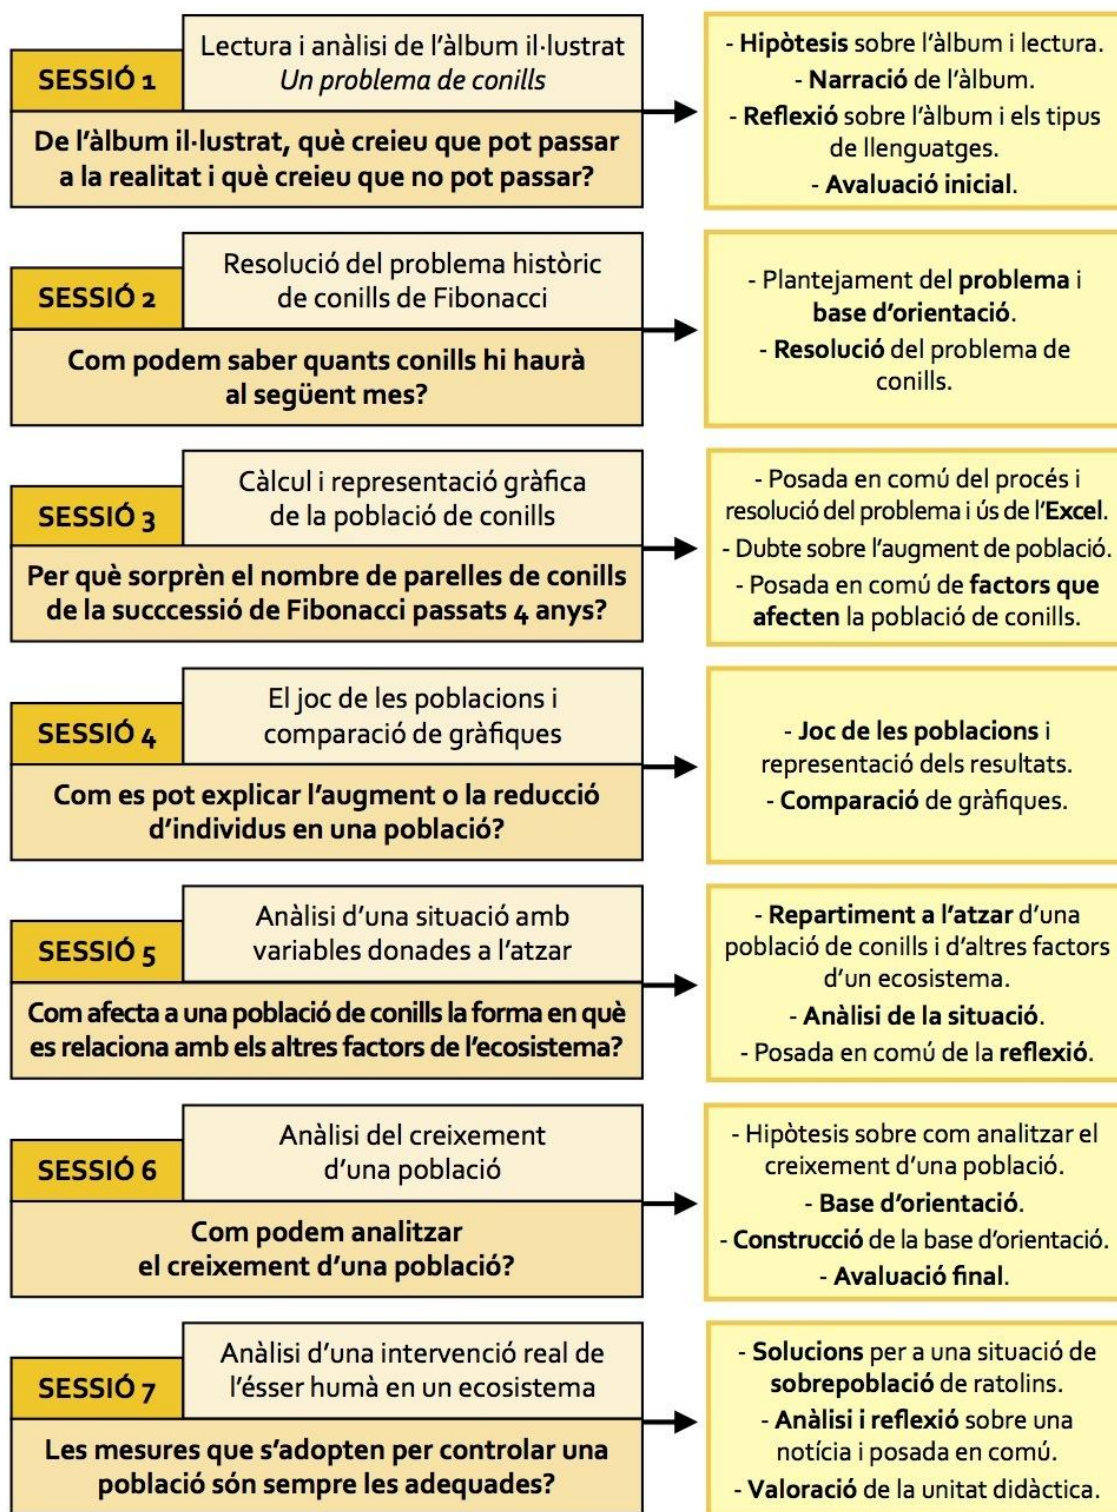 Lectura i anàlisi de l'àlbum il·lustrat
Un problema de conills
SESSIÓ 1
De l'àlbum il·lustrat, què creieu que pot passar
a la realitat i què creieu que no pot passar?
- Hipòtesis sobre l'àlbum i lectura.
- Narració de l'àlbum.
- Reflexió sobre l'àlbum i els tipus
de llenguatges.
- Avaluació inicial.
Resolució del problema històric
de conills de Fibonacci
SESSIÓ 2
Com podem saber quants conills hi haurà
al següent mes?
- Plantejament del problema i
base d'orientació.
- Resolució del problema de
conills.
Càlcul i representació gràfica
de la població de conills
SESSIÓ 3
Per què sorprèn el nombre de parelles de conills
de la succcessió de Fibonacci passats 4 anys?
- Posada en comú del procés i
resolució del problema i ús de l'Excel.
- Dubte sobre l'augment de població.
- Posada en comú de factors que
afecten la població de conills.
El joc de les poblacions i
comparació de gràfiques
SESSIÓ 4
Com es pot explicar l'augment o la reducció
d'individus en una població?
- Joc de les poblacions i
representació dels resultats.
- Comparació de gràfiques.
Anàlisi d'una situació amb
variables donades a l'atzar
SESSIÓ 5
Com afecta a una població de conills la forma en què
es relaciona amb els altres factors de l'ecosistema?
- Repartiment a l'atzar d'una
població de conills i d'altres factors
d'un ecosistema.
- Anàlisi de la situació.
- Posada en comú de la reflexió.
Anàlisi del creixement
d'una població
SESSIÓ 6
Com podem analitzar
el creixement d'una població?
- Hipòtesis sobre com analitzar el
creixement d'una població.
- Base d'orientació.
- Construcció de la base d'orientació.
- Avaluació final.
Anàlisi d'una intervenció real de
l'ésser humà en un ecosistema
SESSIÓ 7
Les mesures que s'adopten per controlar una
població són sempre les adequades?
- Solucions per a una situació de
sobrepoblació de ratolins.
- Anàlisi i reflexió sobre una
notícia i posada en comú.
- Valoració de la unitat didàctica.